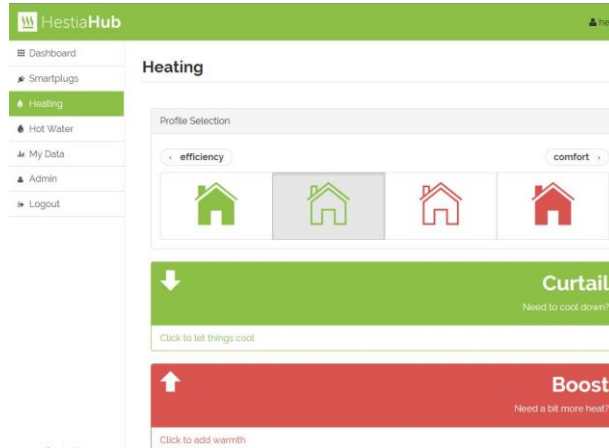 HestiaHub
he
Dashboard
Smartplugs
Heating
Hot Water
My Data
Admin
Logout
Heating
Profile Selection
‹ efficiency
comfort ›
Curtail
Need to cool down?
Click to let things cool
Boost
Need a bit more heat?
Click to add warmth